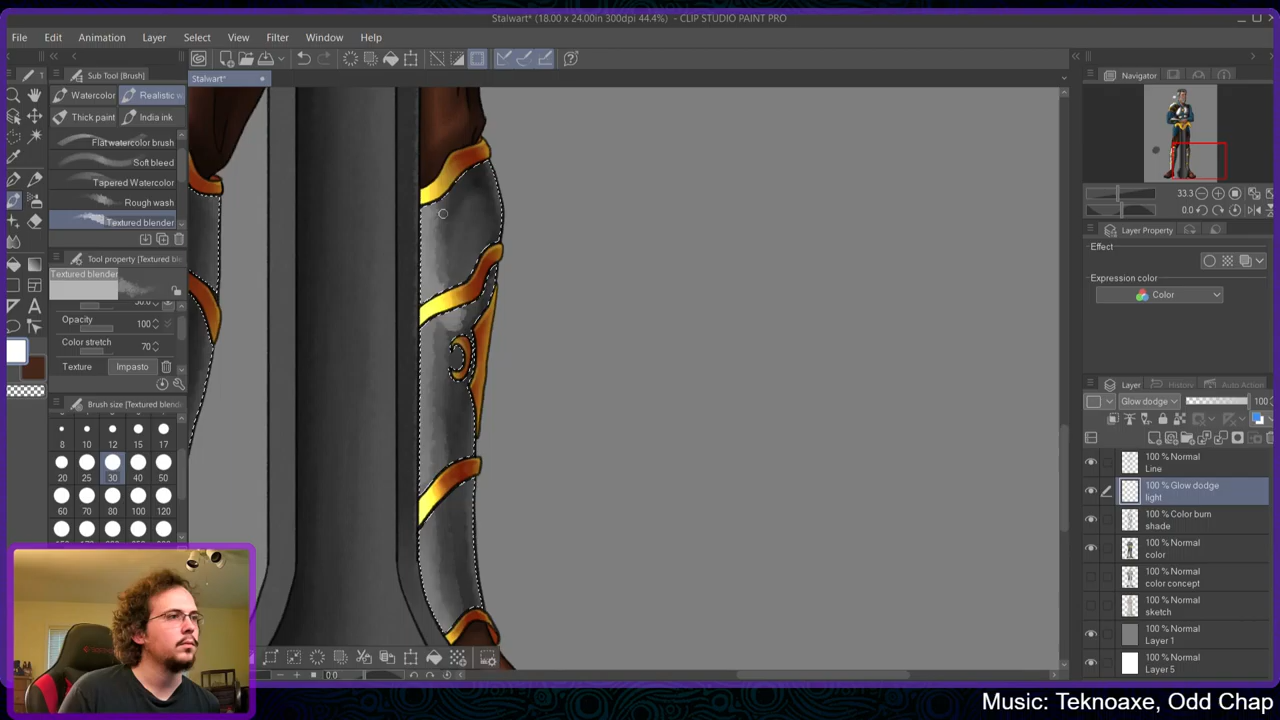 Stalwart* (18.00 x 24.00in 300dpi 44.4%) - CLIP STUDIO PAINT PRO
File Edit Animation Layer Select View Filter Window Help
Sub Tool [Brush]
Stalwart*
Navigator
Watercolor Realistic w
Thick paint India ink
Flat watercolor brush
Soft bleed
Tapered Watercolor
Rough wash
Textured blender
33.3
0.0
Layer Property
Effect
Tool property [Textured ble
Textured blender
Expression color
Color
Opacity 100
Color stretch 70
Texture Impasto
Layer History Auto Action
Brush size [Textured blend
Glow dodge 100
8 10 12 15 17
20 25 30 40 50
60 70 80 100 120
100 % Normal
Line
100 % Glow dodge
light
100 % Color burn
shade
100 % Normal
color
100 % Normal
color concept
100 % Normal
sketch
100 % Normal
Layer 1
100 % Normal
Layer 5
0.0
Music: Teknoaxe, Odd Chap